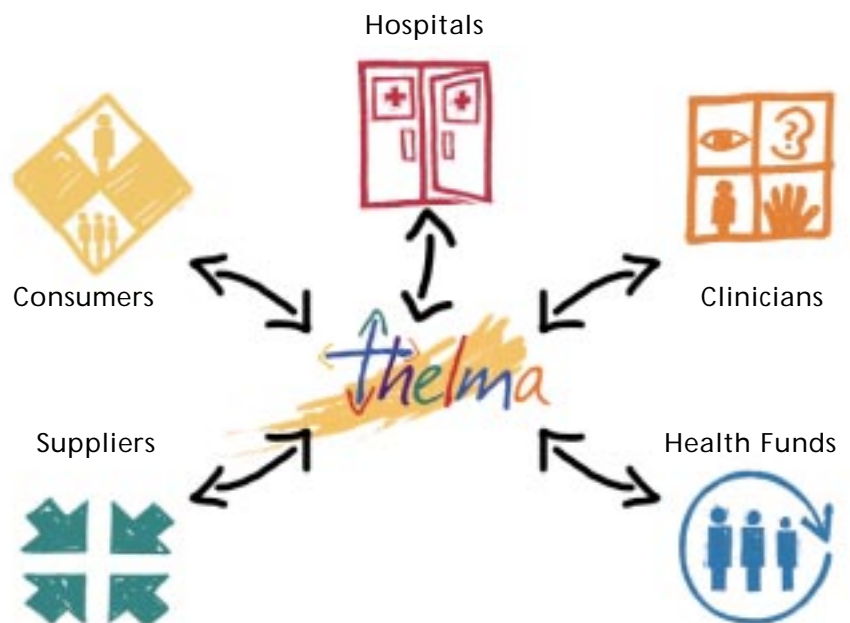 Hospitals
Consumers
Clinicians
thelma
Suppliers
Health Funds